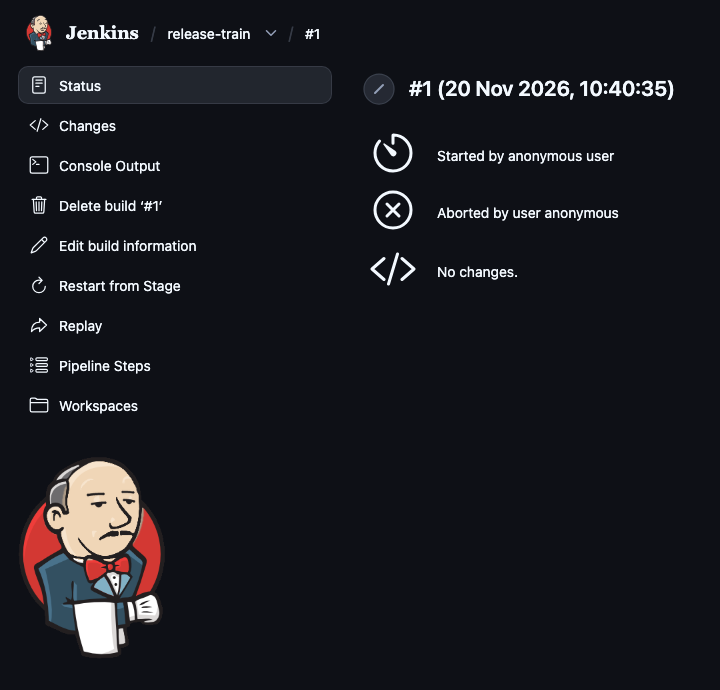 Jenkins / release-train / #1
Status
Changes
Console Output
Delete build ‘#1’
Edit build information
Restart from Stage
Replay
Pipeline Steps
Workspaces
#1 (20 Nov 2026, 10:40:35)
Started by anonymous user
Aborted by user anonymous
No changes.